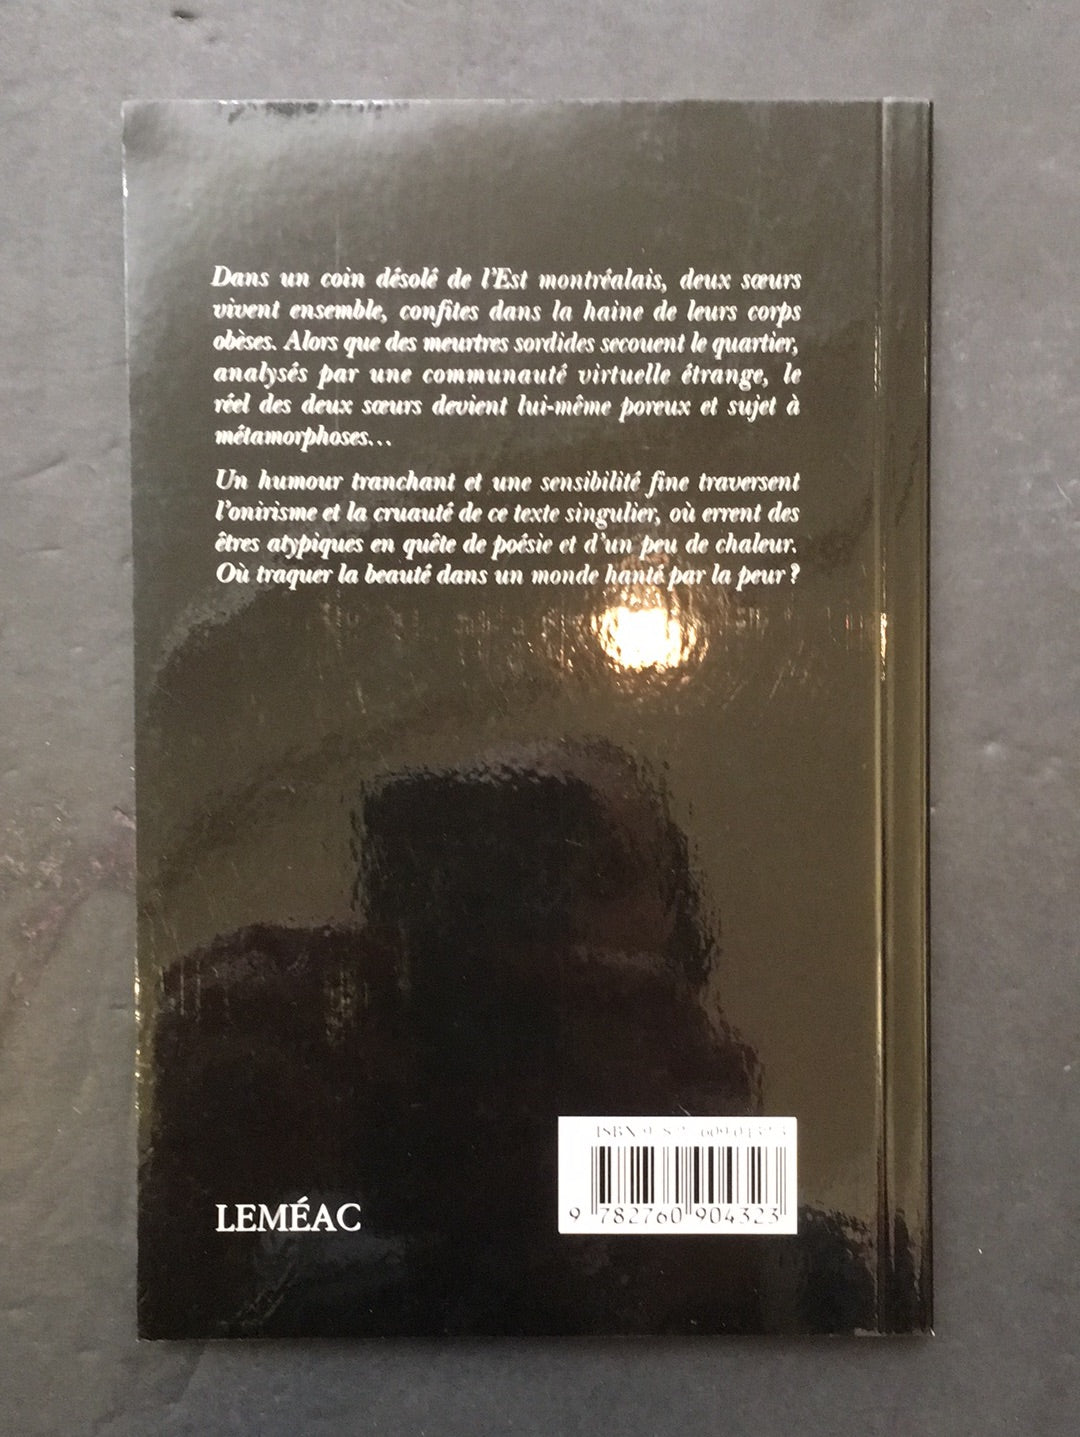 Dans un coin désolé de l'Est montréalais, deux sœurs
vivent ensemble, confites dans la haine de leurs corps
obèses. Alors que des meurtres sordides secouent le quartier,
analysés par une communauté virtuelle étrange, le
réel des deux sœurs devient lui-même poreux et sujet à
métamorphoses...
Un humour tranchant et une sensibilité fine traversent
l'onirisme et la cruauté de ce texte singulier, où errent des
êtres atypiques en quête de poésie et d'un peu de chaleur.
Où traquer la beauté dans un monde hanté par la peur ?
ISBN
9 782760 904323
LEMÉAC